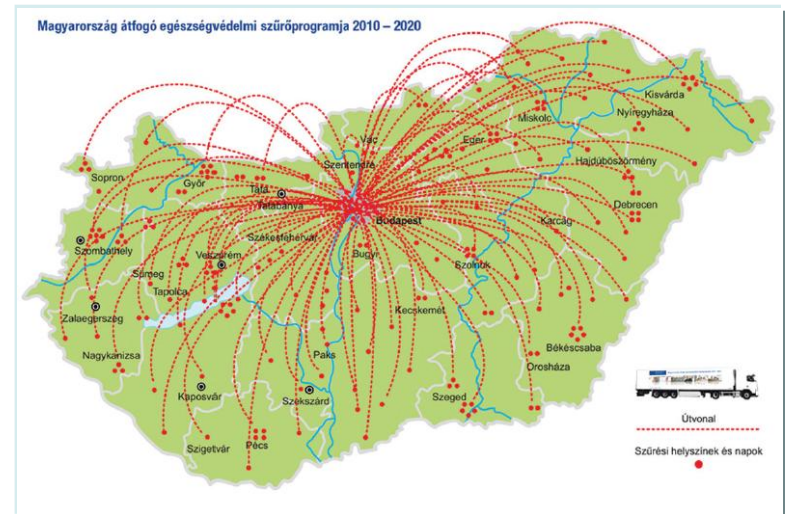 Magyarország átfogó egészségvédelmi szűrőprogramja 2010 – 2020
Kisvárda
Miskolc
Nyíregyháza
Vác
Eger
Szentendre
Hajdúböszörmény
Sopron
Győr
Tata
Tatabánya
Debrecen
Budapest
Karcag
Székesfehérvár
Szombathely
Veszprém
Bugyi
Szolnok
Sümeg
Tapolca
Kecskemét
Zalaegerszeg
Békéscsaba
Nagykanizsa
Paks
Orosháza
Kaposvár
Szekszárd
Szeged
Útvonal
Szigetvár
Pécs
Szűrési helyszínek és napok